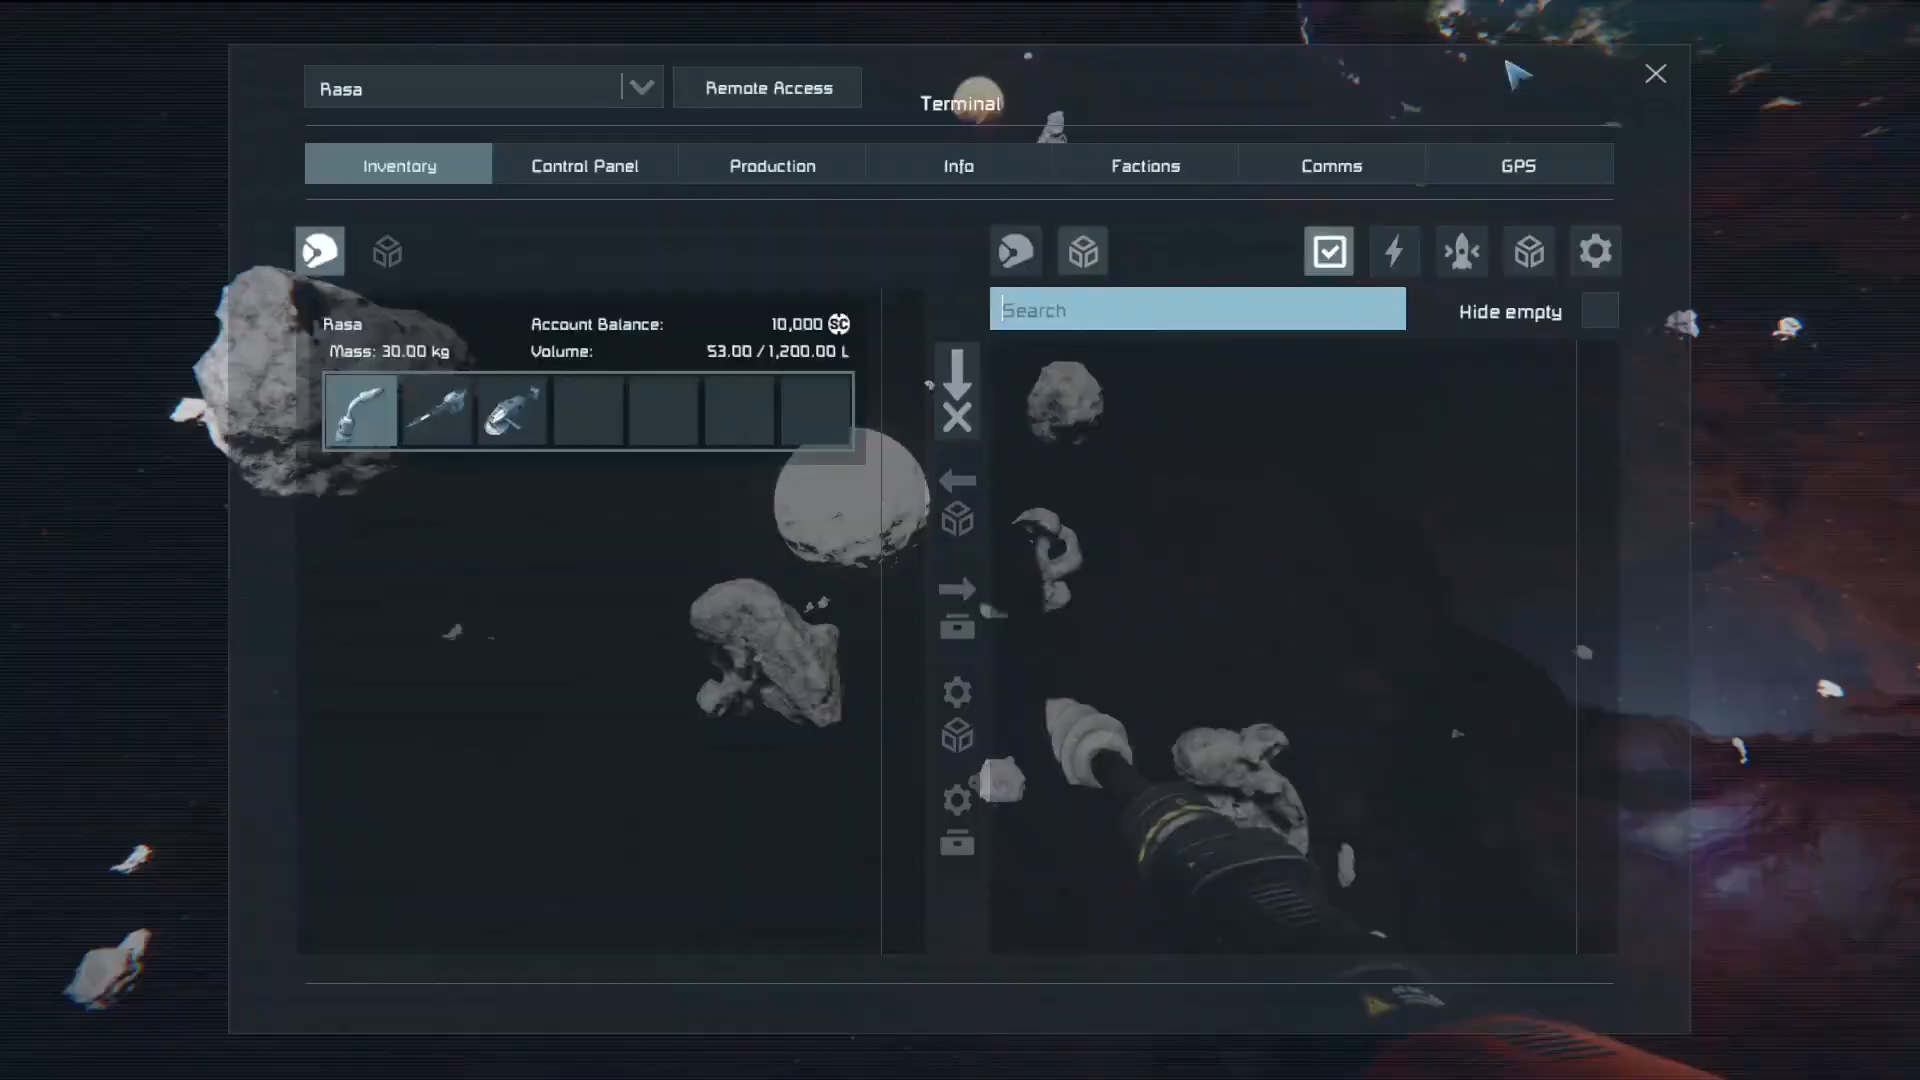 Rasa
Remote Access
Terminal
Inventory
Control Panel
Production
Info
Factions
Comms
GPS
Search
Hide empty
Rasa
Account Balance:
10,000 SC
Mass: 30.00 kg
Volume:
53.00 / 1,200.00 L